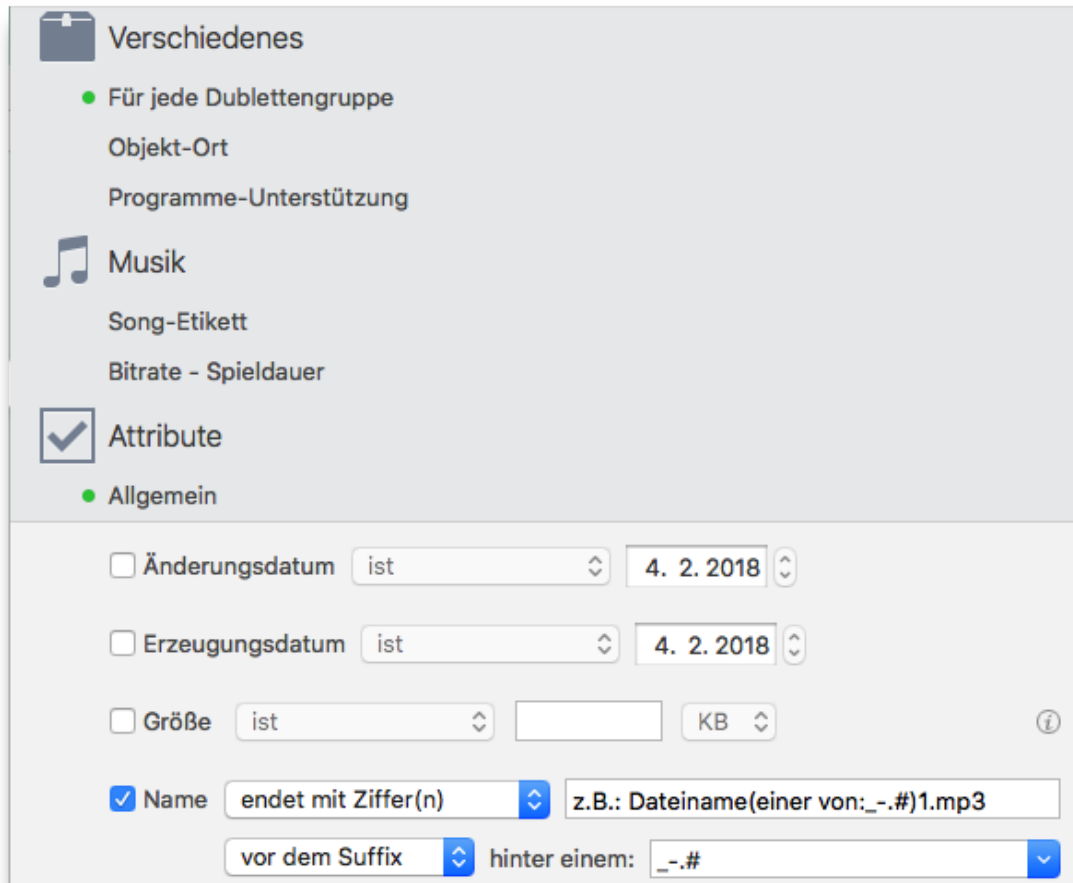 Verschiedenes
Für jede Dublettengruppe
Objekt-Ort
Programme-Unterstützung
Musik
Song-Etikett
Bitrate - Spieldauer
Attribute
Allgemein
Änderungsdatum ist 4. 2. 2018
Erzeugungsdatum ist 4. 2. 2018
Größe ist KB
Name endet mit Ziffer(n) z.B.: Dateiname(einer von:_-.#)1.mp3
vor dem Suffix hinter einem: _-.#